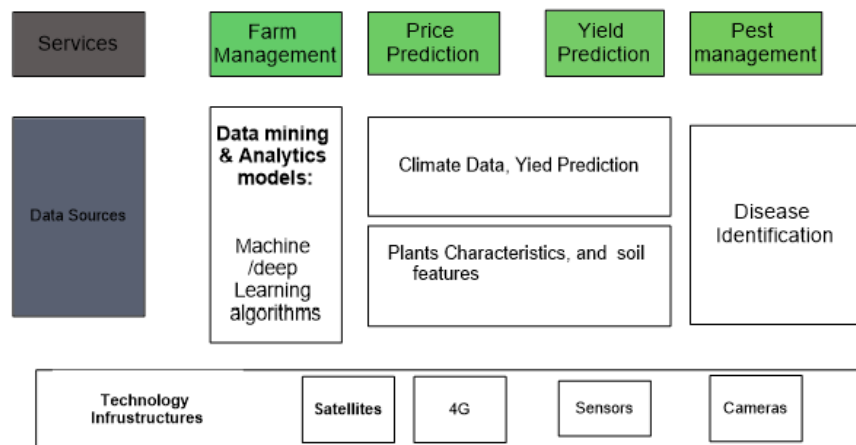 Services
Farm
Management
Price
Prediction
Yield
Prediction
Pest
management
Data Sources
Data mining
& Analytics
models:
Machine
/deep
Learning
algorithms
Climate Data, Yied Prediction
Plants Characteristics, and soil
features
Disease
Identification
Technology
Infrustructures
Satellites
4G
Sensors
Cameras